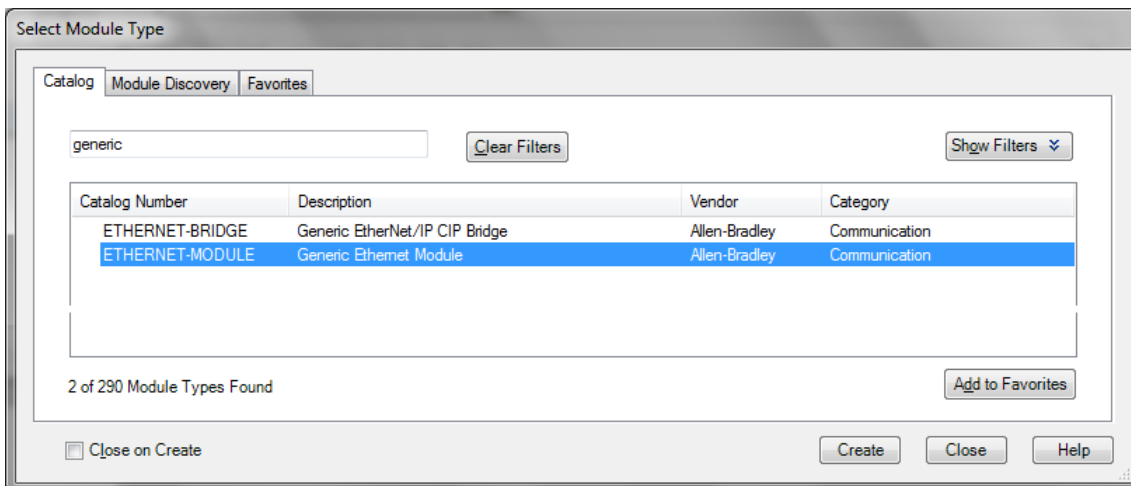 Select Module Type
Catalog Module Discovery Favorites
generic Clear Filters Show Filters
Catalog Number Description Vendor Category
ETHERNET-BRIDGE Generic EtherNet/IP CIP Bridge Allen-Bradley Communication
ETHERNET-MODULE Generic Ethernet Module Allen-Bradley Communication
2 of 290 Module Types Found Add to Favorites
Close on Create Create Close Help